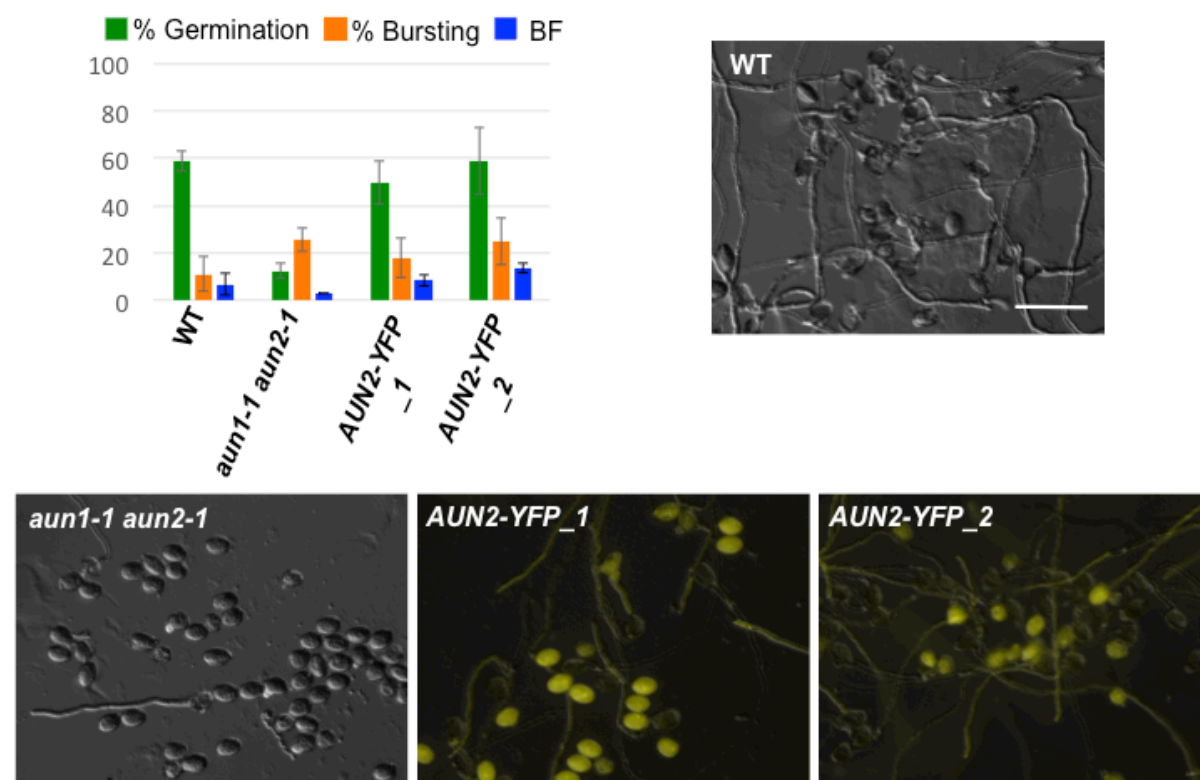 % Germination % Bursting BF
100
80
60
40
20
0
WT
aun1-1 aun2-1
AUN2-YFP
_1
AUN2-YFP
_2
WT
aun1-1 aun2-1
AUN2-YFP_1
AUN2-YFP_2